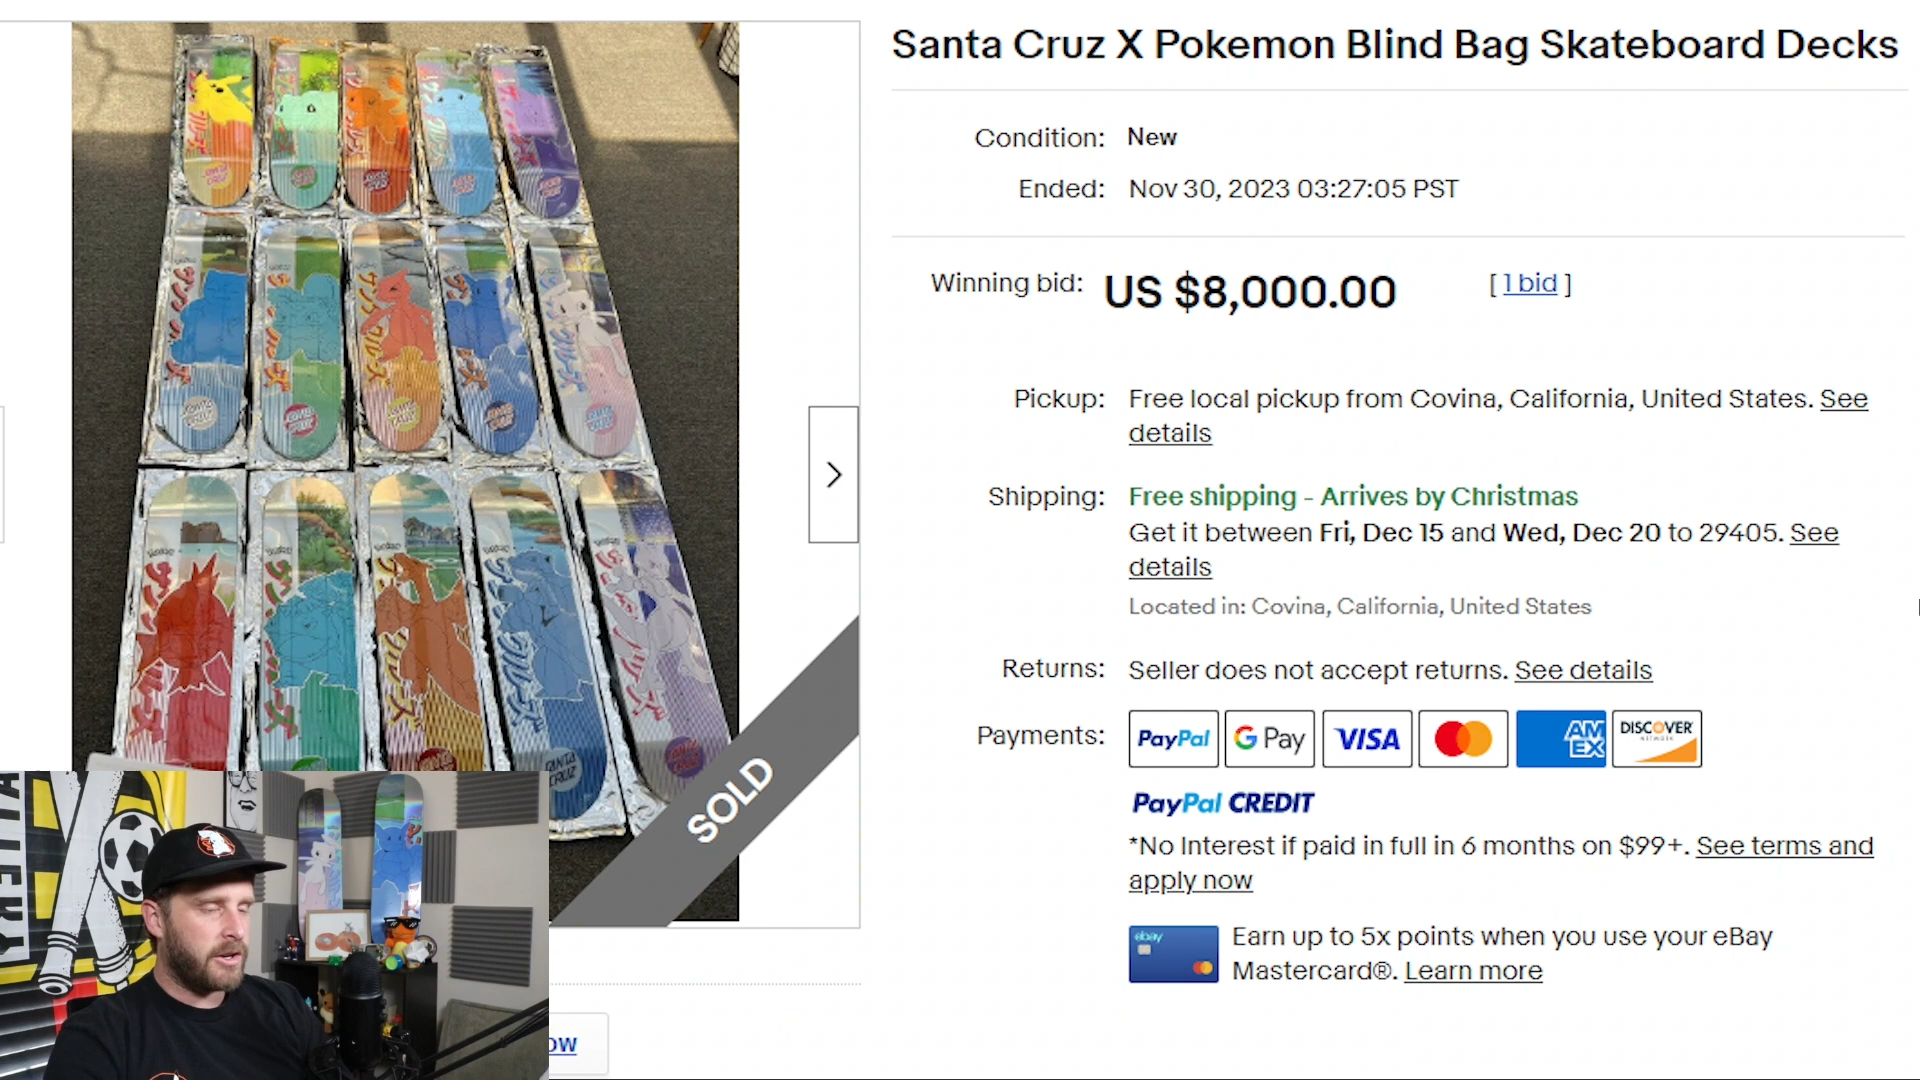 Santa Cruz X Pokemon Blind Bag Skateboard Decks
Condition: New
Ended: Nov 30, 2023 03:27:05 PST
Winning bid: US $8,000.00 [ 1 bid ]
Pickup: Free local pickup from Covina, California, United States. See
details
Shipping: Free shipping - Arrives by Christmas
Get it between Fri, Dec 15 and Wed, Dec 20 to 29405. See
details
Located in: Covina, California, United States
Returns: Seller does not accept returns. See details
Payments: PayPal G Pay VISA AM EX DISCOVER NETWORK
PayPal CREDIT
*No Interest if paid in full in 6 months on $99+. See terms and
apply now
ebay
Earn up to 5x points when you use your eBay
Mastercard®. Learn more
SOLD
SANTA
CRUZ
ow